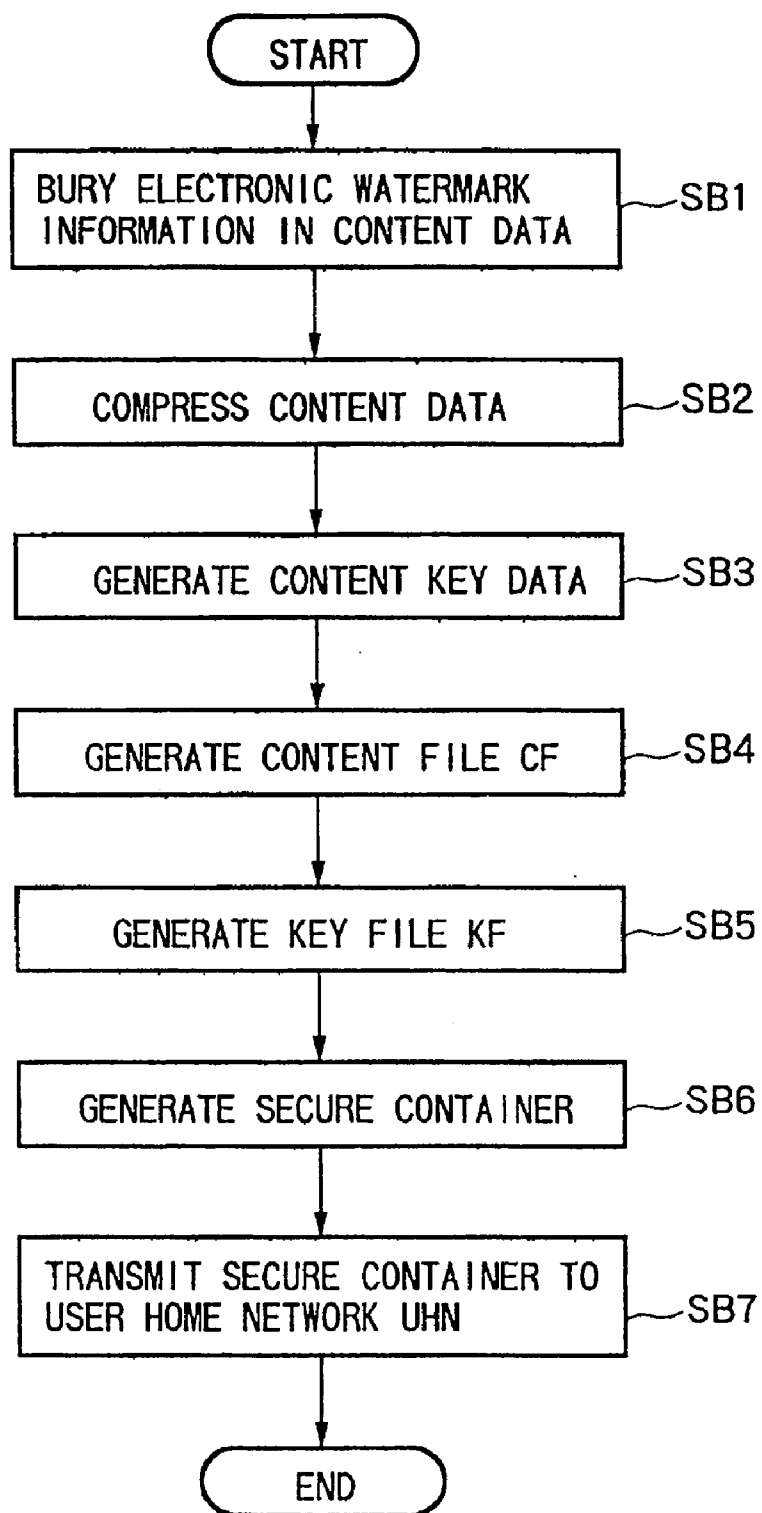 START
BURY ELECTRONIC WATERMARK
INFORMATION IN CONTENT DATA
SB1
COMPRESS CONTENT DATA
SB2
GENERATE CONTENT KEY DATA
SB3
GENERATE CONTENT FILE CF
SB4
GENERATE KEY FILE KF
SB5
GENERATE SECURE CONTAINER
SB6
TRANSMIT SECURE CONTAINER TO
USER HOME NETWORK UHN
SB7
END